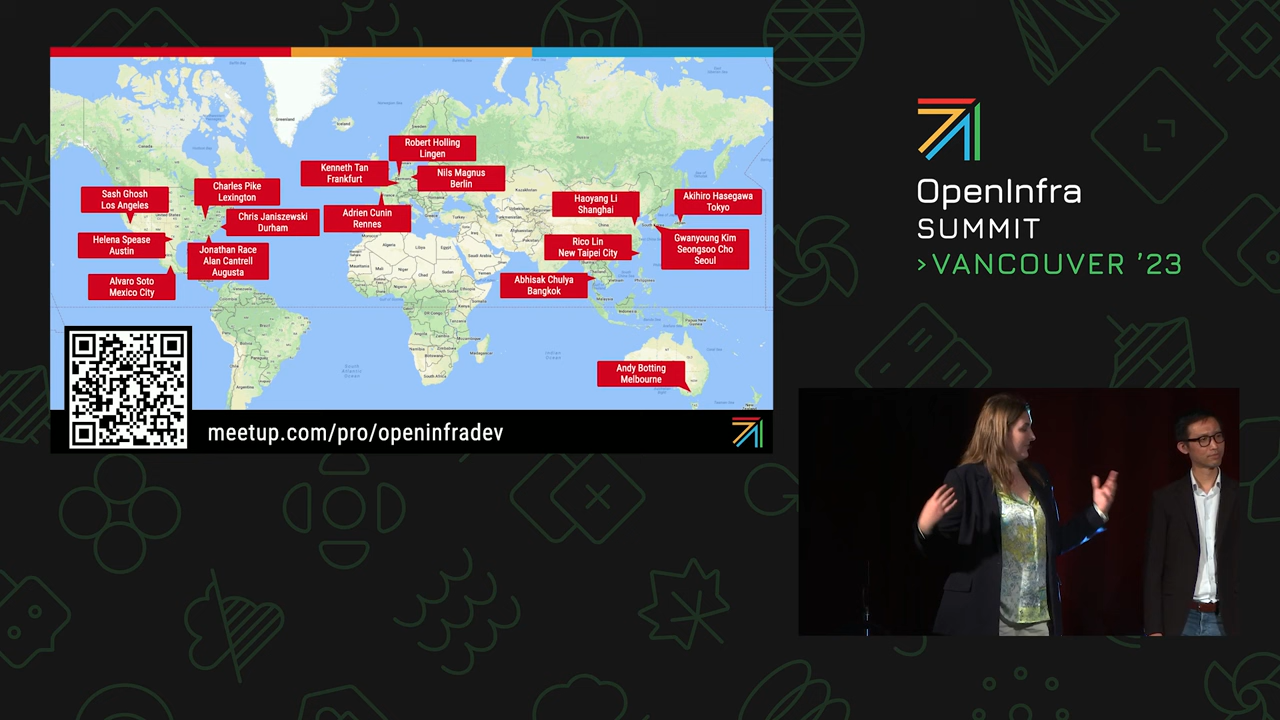 Robert Holling
Lingen
Kenneth Tan
Frankfurt
Nils Magnus
Berlin
Sash Ghosh
Los Angeles
Charles Pike
Lexington
Haoyang Li
Shanghai
Akihiro Hasegawa
Tokyo
Chris Janiszewski
Durham
Adrien Cunin
Rennes
Helena Spease
Austin
Jonathan Race
Alan Cantrell
Augusta
Rico Lin
New Taipei City
Gwanyoung Kim
Seongsoo Cho
Seoul
Alvaro Soto
Mexico City
Abhisak Chulya
Bangkok
Andy Botting
Melbourne
meetup.com/pro/openinfradev
OpenInfra
SUMMIT
>VANCOUVER '23